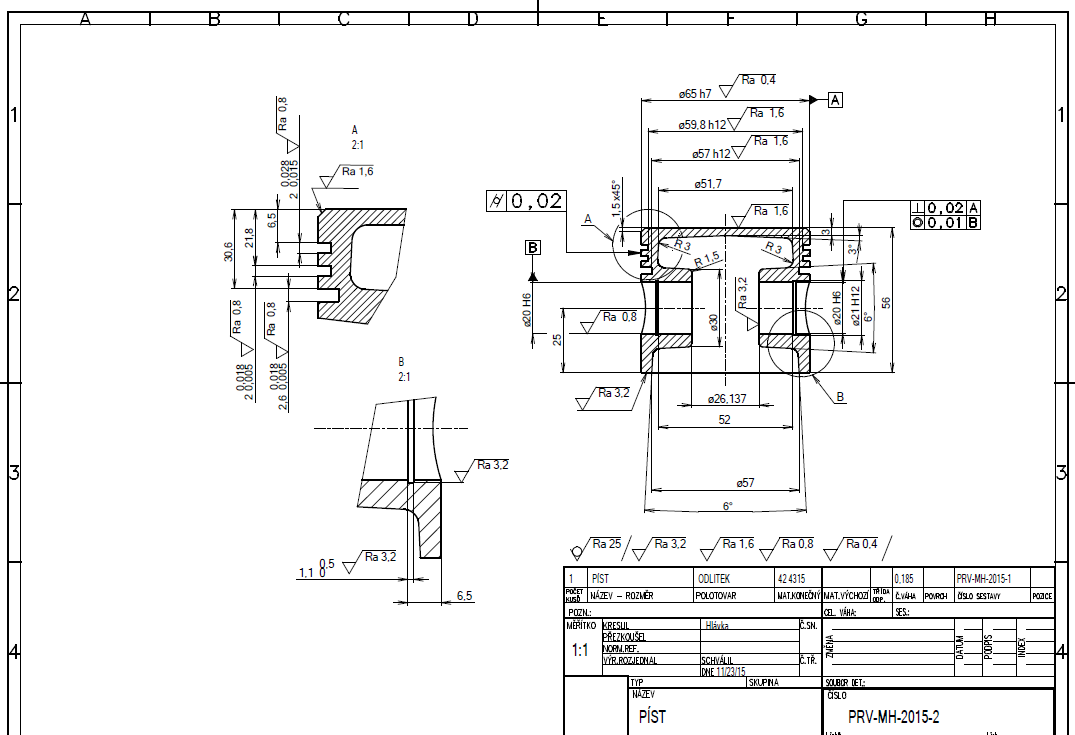 A B C D E F G H
1 1
2 2
3 3
4 4
A
2:1
Ra 0,8
Ra 1,6
0,028
2 0,015
6,5
21,8
30,6
Ra 0,8
Ra 0,8
0,018
2 0,005
0,018
2,6 0,005
B
2:1
Ra 3,2
Ra 3,2
0,5
1,1 0
6,5
Ra 0,4
ø65 h7
A
Ra 1,6
ø59,8 h12
Ra 1,6
ø57 h12
ø51,7
Ra 1,6
1,5 x45°
A
0,02
⊥ 0,02 A
◎ 0,01 B
B
R 3
R 3
R 1,5
3
3°
ø20 H6
Ra 0,8
25
ø30
Ra 3,2
ø20 H6
ø21 H12
6°
56
Ra 3,2
B
ø26,137
52
ø57
6°
Ra 25 / Ra 3,2 Ra 1,6 Ra 0,8 Ra 0,4 /
1 PÍST ODLITEK 42 4315 0,185 PRV-MH-2015-1
POČET KUSŮ NÁZEV – ROZMĚR POLOTOVAR MAT.KONEČNÝ MAT.VÝCHOZÍ TŘÍDA ODP. Č.VÁHA POVRCH ČÍSLO SESTAVY POZICE
POZN.: CEL. VÁHA: SES.:
MĚŘÍTKO KRESLIL Hlávka Č.SN.
PŘEZKOUŠEL
1:1 NORM.REF.
VÝR.PROJEDNAL SCHVÁLIL Č.TŘ.
DNE 11/23/15
ZMĚNA DATUM PODPIS INDEX
TYP SKUPINA SOUBOR DET.:
NÁZEV ČÍSLO
PÍST PRV-MH-2015-2